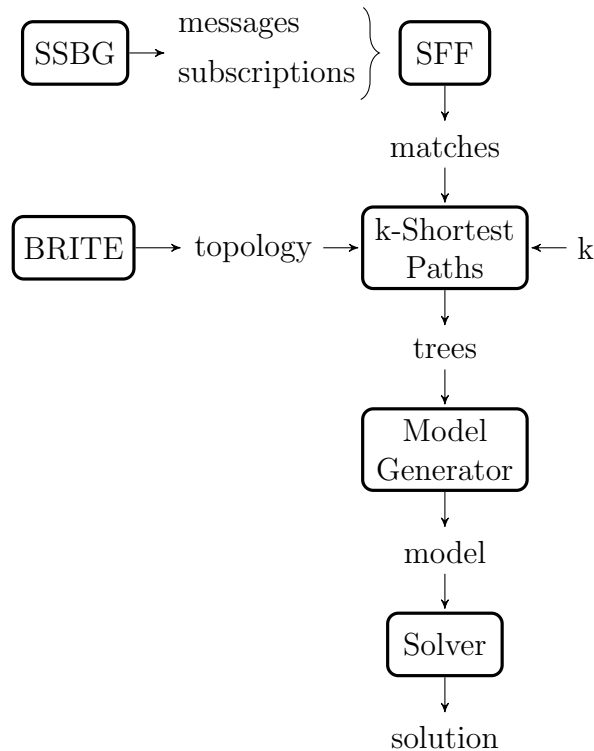 SSBG
messages
subscriptions
SFF
matches
BRITE
topology
k-Shortest
Paths
k
trees
Model
Generator
model
Solver
solution